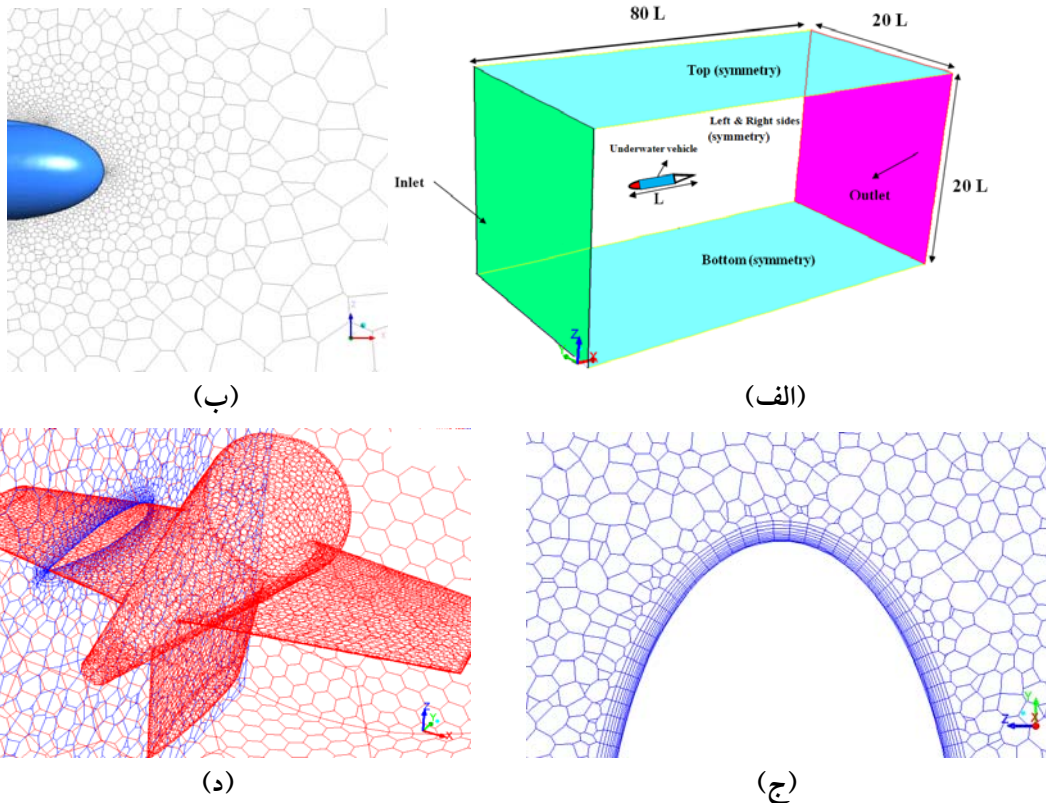 80 L
20 L
Top (symmetry)
Left & Right sides
(symmetry)
Underwater vehicle
L
Inlet
Outlet
20 L
Bottom (symmetry)
Z
Y
X
(الف)
Z
Y
(ب)
Y
Z
X
(ج)
Z
Y
X
(د)